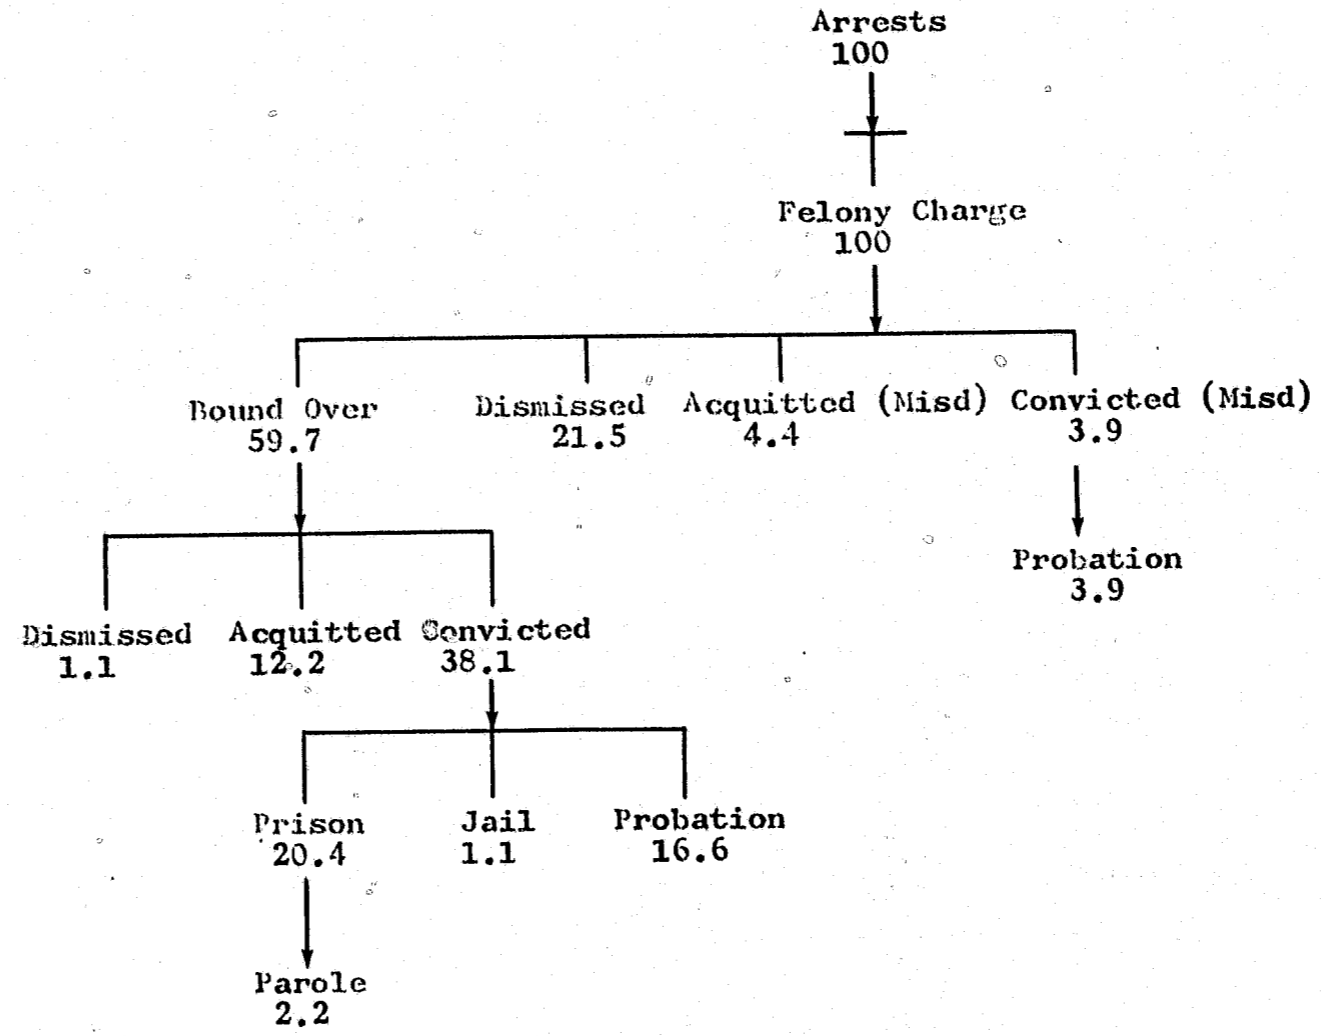 Arrests
100
Felony Charge
100
Bound Over Dismissed Acquitted (Misd) Convicted (Misd)
59.7 21.5 4.4 3.9
Probation
3.9
Dismissed Acquitted Convicted
1.1 12.2 38.1
Prison Jail Probation
20.4 1.1 16.6
Parole
2.2